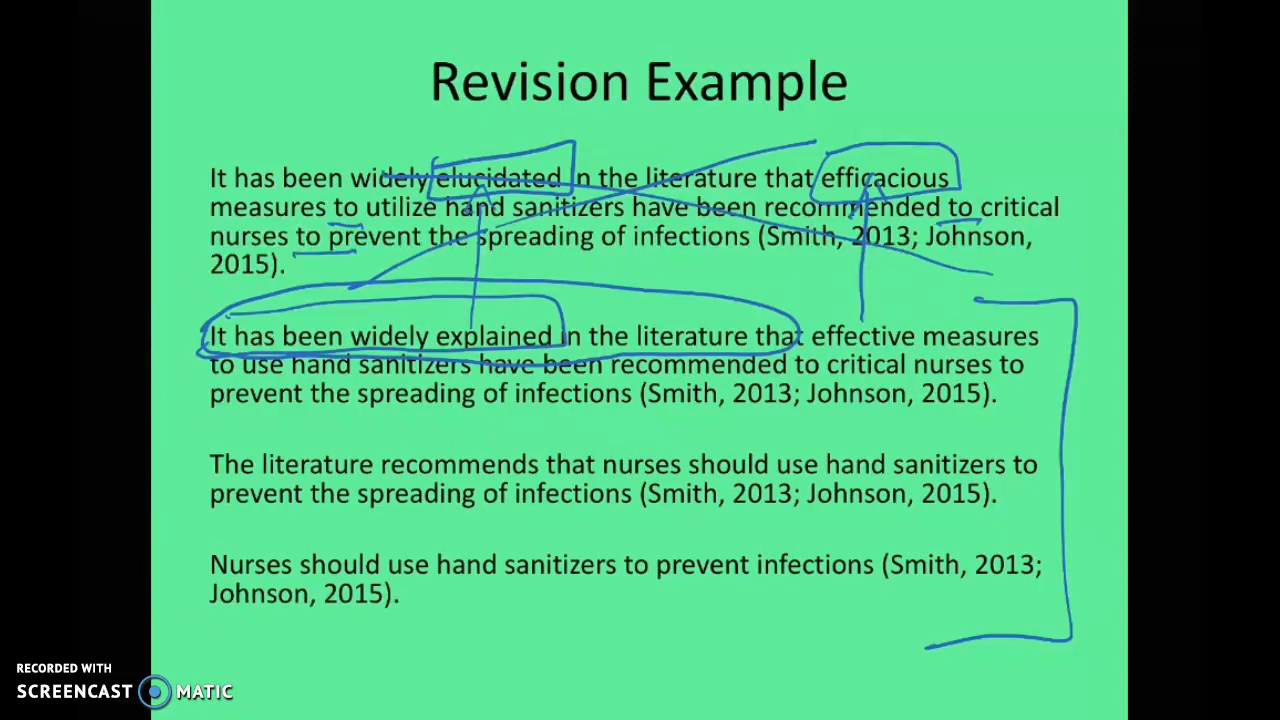 Revision Example
It has been widely elucidated in the literature that efficacious
measures to utilize hand sanitizers have been recommended to critical
nurses to prevent the spreading of infections (Smith, 2013; Johnson,
2015).
It has been widely explained in the literature that effective measures
to use hand sanitizers have been recommended to critical nurses to
prevent the spreading of infections (Smith, 2013; Johnson, 2015).
The literature recommends that nurses should use hand sanitizers to
prevent the spreading of infections (Smith, 2013; Johnson, 2015).
Nurses should use hand sanitizers to prevent infections (Smith, 2013;
Johnson, 2015).
RECORDED WITH
SCREENCAST MATIC